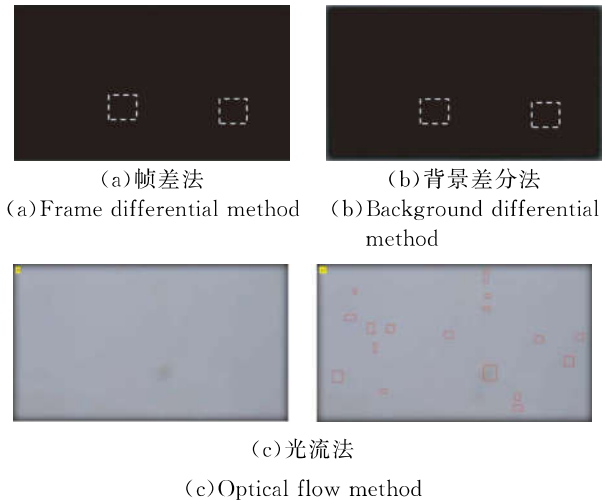 (a)帧差法
(a)Frame differential method
(b)背景差分法
(b)Background differential
method
(c)光流法
(c)Optical flow method